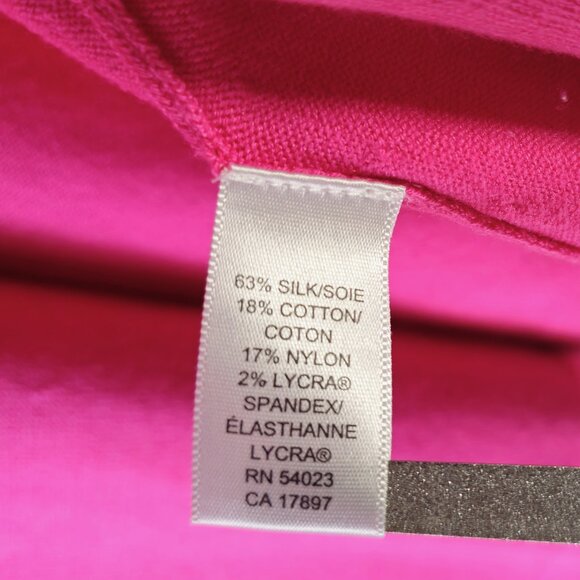 63% SILK/SOIE
18% COTTON/
COTON
17% NYLON
2% LYCRA®
SPANDEX/
ÉLASTHANNE
LYCRA®
RN 54023
CA 17897